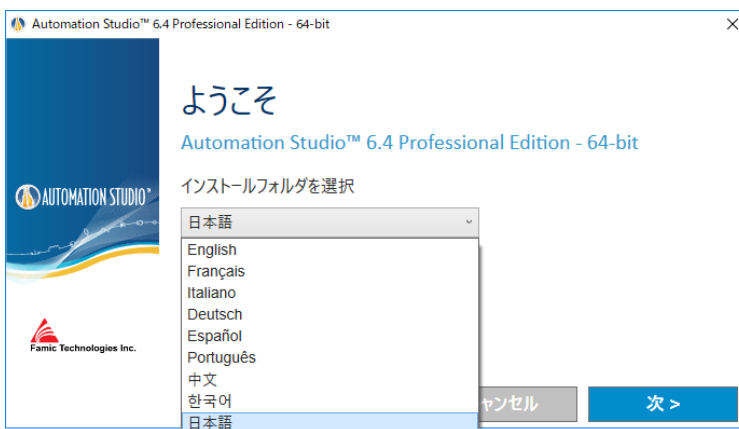 Automation Studio™ 6.4 Professional Edition - 64-bit
ようこそ
Automation Studio™ 6.4 Professional Edition - 64-bit
インストールフォルダを選択
AUTOMATION STUDIO™
日本語
English
Français
Italiano
Deutsch
Español
Português
中文
한국어
日本語
Famic Technologies Inc.
ャンセル
次 >